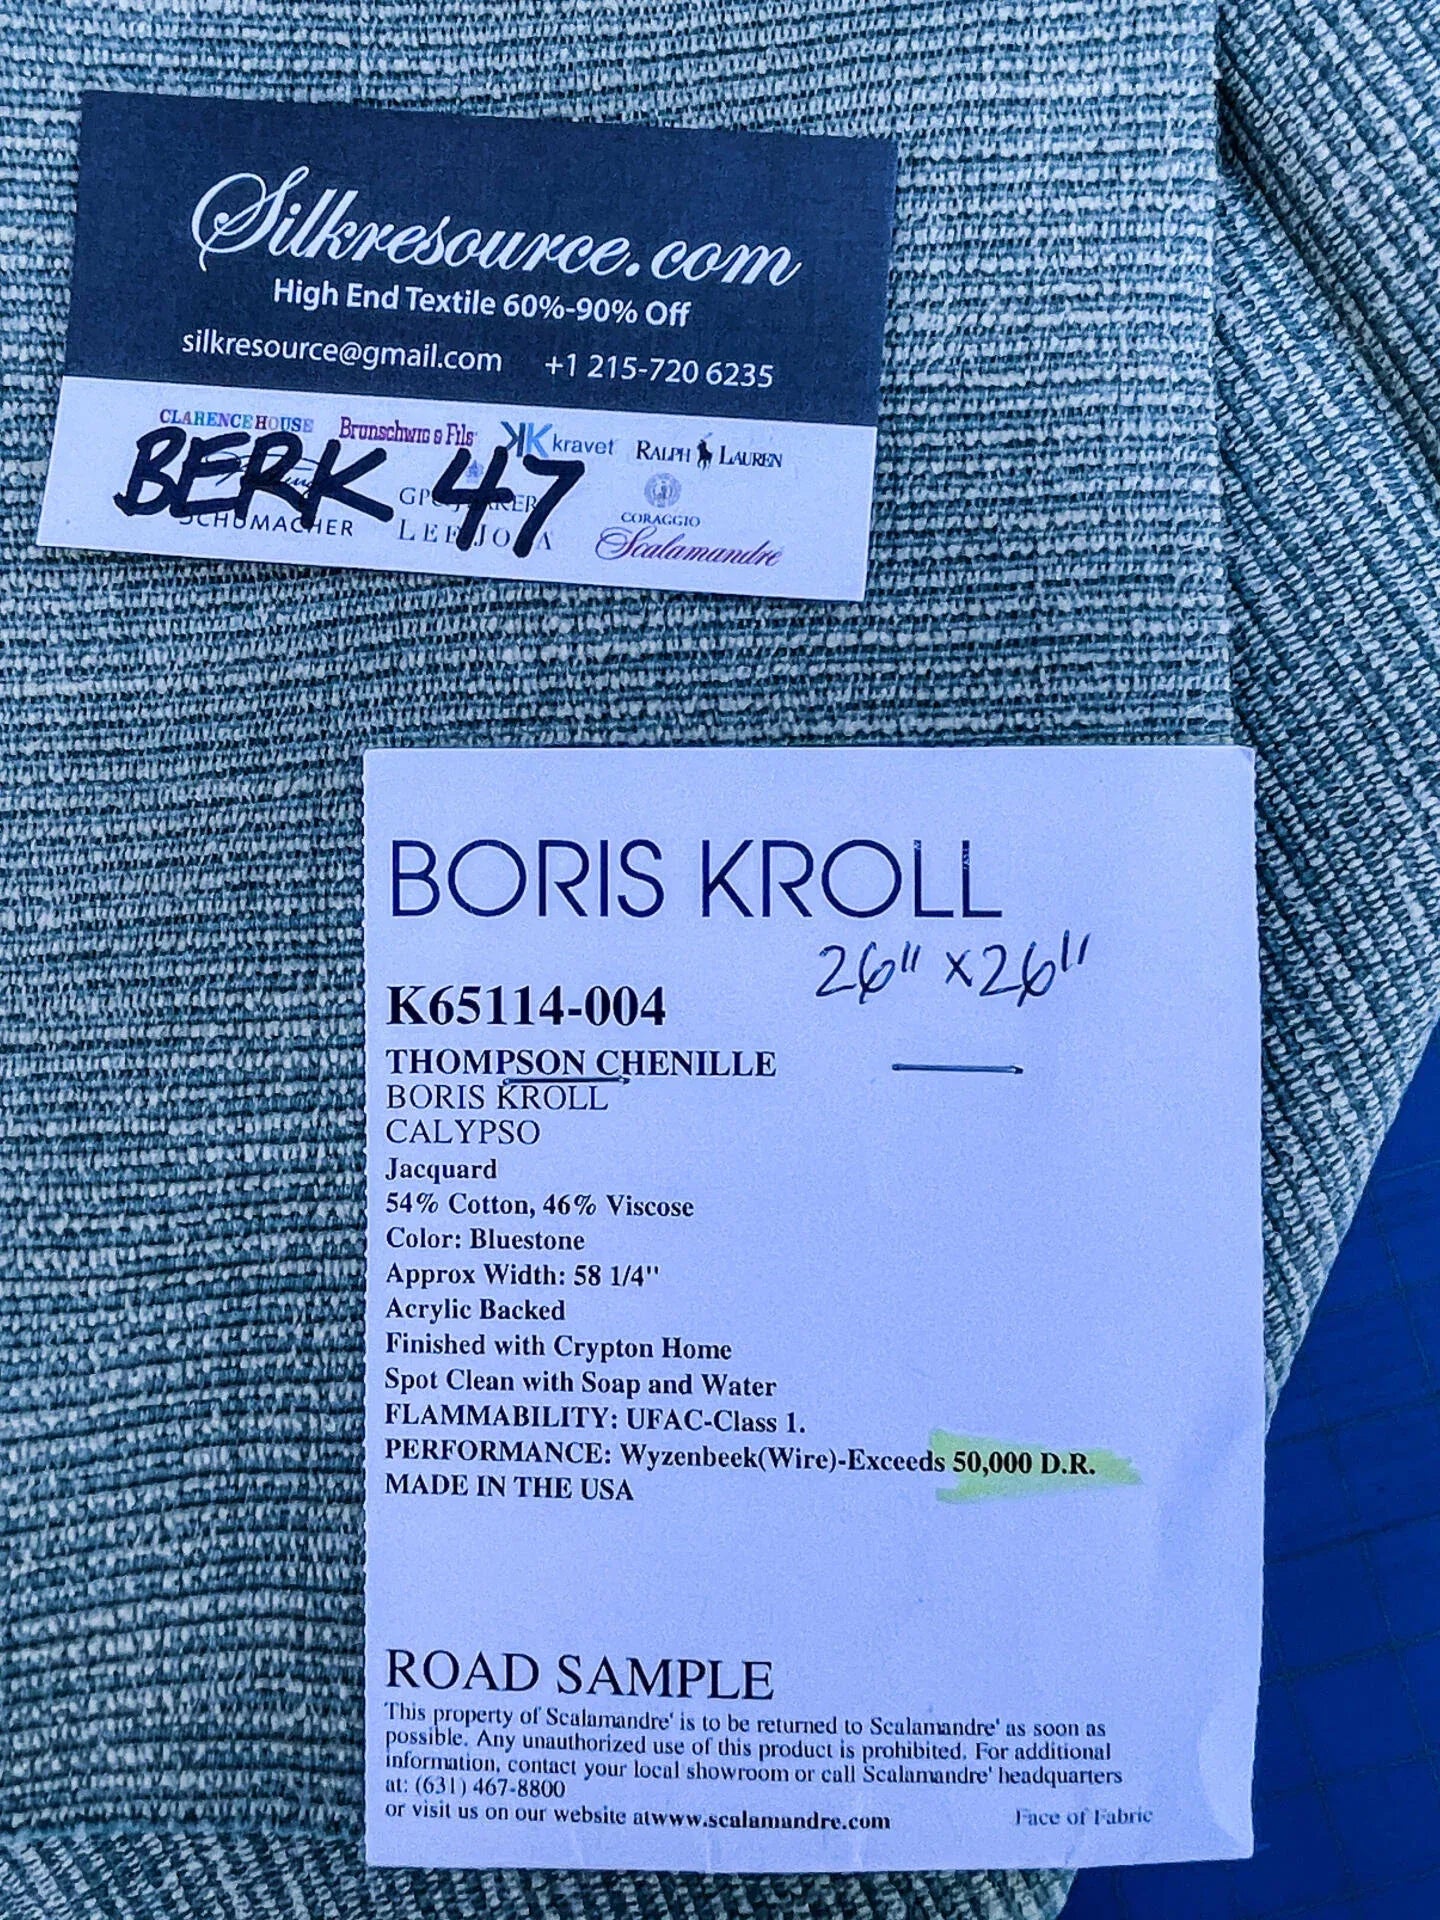 Silkresource.com
High End Textile 60%-90% Off
silkresource@gmail.com +1 215-720 6235
CLARENCE HOUSE Brunschwig & Fils kravet RALPH LAUREN
BERK 47
SCHUMACHER
CORAGGIO
Scalamandré
BORIS KROLL
26" x 26"
K65114-004
THOMPSON CHENILLE
BORIS KROLL
CALYPSO
Jacquard
54% Cotton, 46% Viscose
Color: Bluestone
Approx Width: 58 1/4"
Acrylic Backed
Finished with Crypton Home
Spot Clean with Soap and Water
FLAMMABILITY: UFAC-Class 1.
PERFORMANCE: Wyzenbeek(Wire)-Exceeds 50,000 D.R.
MADE IN THE USA
ROAD SAMPLE
This property of Scalamandre' is to be returned to Scalamandre' as soon as
possible. Any unauthorized use of this product is prohibited. For additional
information, contact your local showroom or call Scalamandre' headquarters
at: (631) 467-8800
or visit us on our website atwww.scalamandre.com Face of Fabric